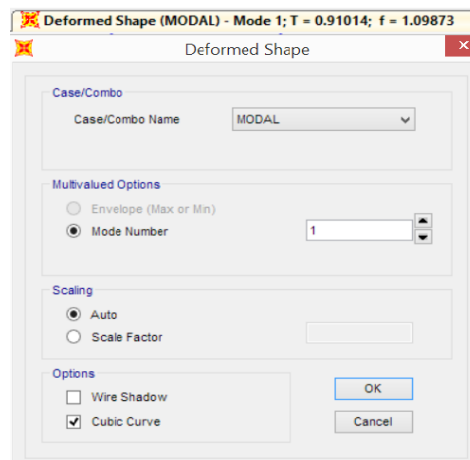 Deformed Shape (MODAL) - Mode 1; T = 0.91014; f = 1.09873
Deformed Shape
Case/Combo
Case/Combo Name MODAL
Multivalued Options
Envelope (Max or Min)
Mode Number 1
Scaling
Auto
Scale Factor
Options
Wire Shadow
OK
Cubic Curve
Cancel